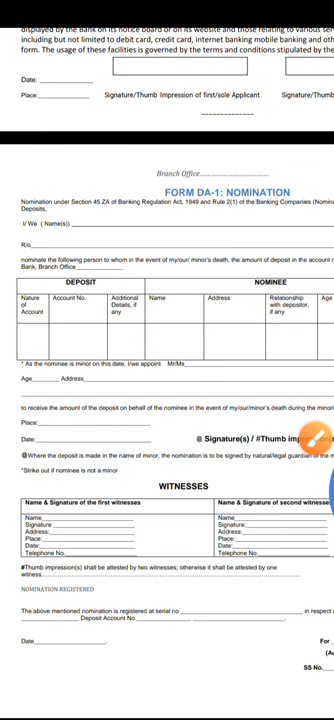 displayed by the Bank on its notice board or on its website and those relating to various
including but not limited to debit card, credit card, internet banking mobile banking and
form. The usage of these facilities is governed by the terms and conditions stipulated by the
Date: ______________
Place:______________ Signature/Thumb Impression of first/sole Applicant Signature/Thumb
______________
Branch Office.................................
FORM DA-1: NOMINATION
Nomination under Section 45 ZA of Banking Regulation Act, 1949 and Rule 2(1) of the Banking Companies
Deposits,
I/ We ( Name(s))
R/o
nominate the following person to whom in the event of my/our/ minor's death, the amount of deposit in the account
Bank, Branch Office______________
DEPOSIT NOMINEE
Nature of Account Account No. Additional Details, if any Name Address Relationship with depositor, if any Age
* As the nominee is minor on this date, I/we appoint Mr/Ms
Age_______ Address
to receive the amount of the deposit on behalf of the nominee in the event of my/our/minor's death during the
Place:
Date: @ Signature(s) / #Thumb
@Where the deposit is made in the name of minor, the nomination is to be signed by natural/legal guardian
*Strike out if nominee is not a minor
WITNESSES
Name & Signature of the first witnesses Name & Signature of second
Name Name
Signature: Signature:
Address: Address:
Place: Place:
Date: Date:
Telephone No. Telephone No.
#Thumb impression(s) shall be attested by two witnesses; otherwise it shall be attested by one
witness.................................
NOMINATION REGISTERED
The above mentioned nomination is registered at serial no ______________ in respect
______________ Deposit Account No.______________
Date______________. For
SS No.